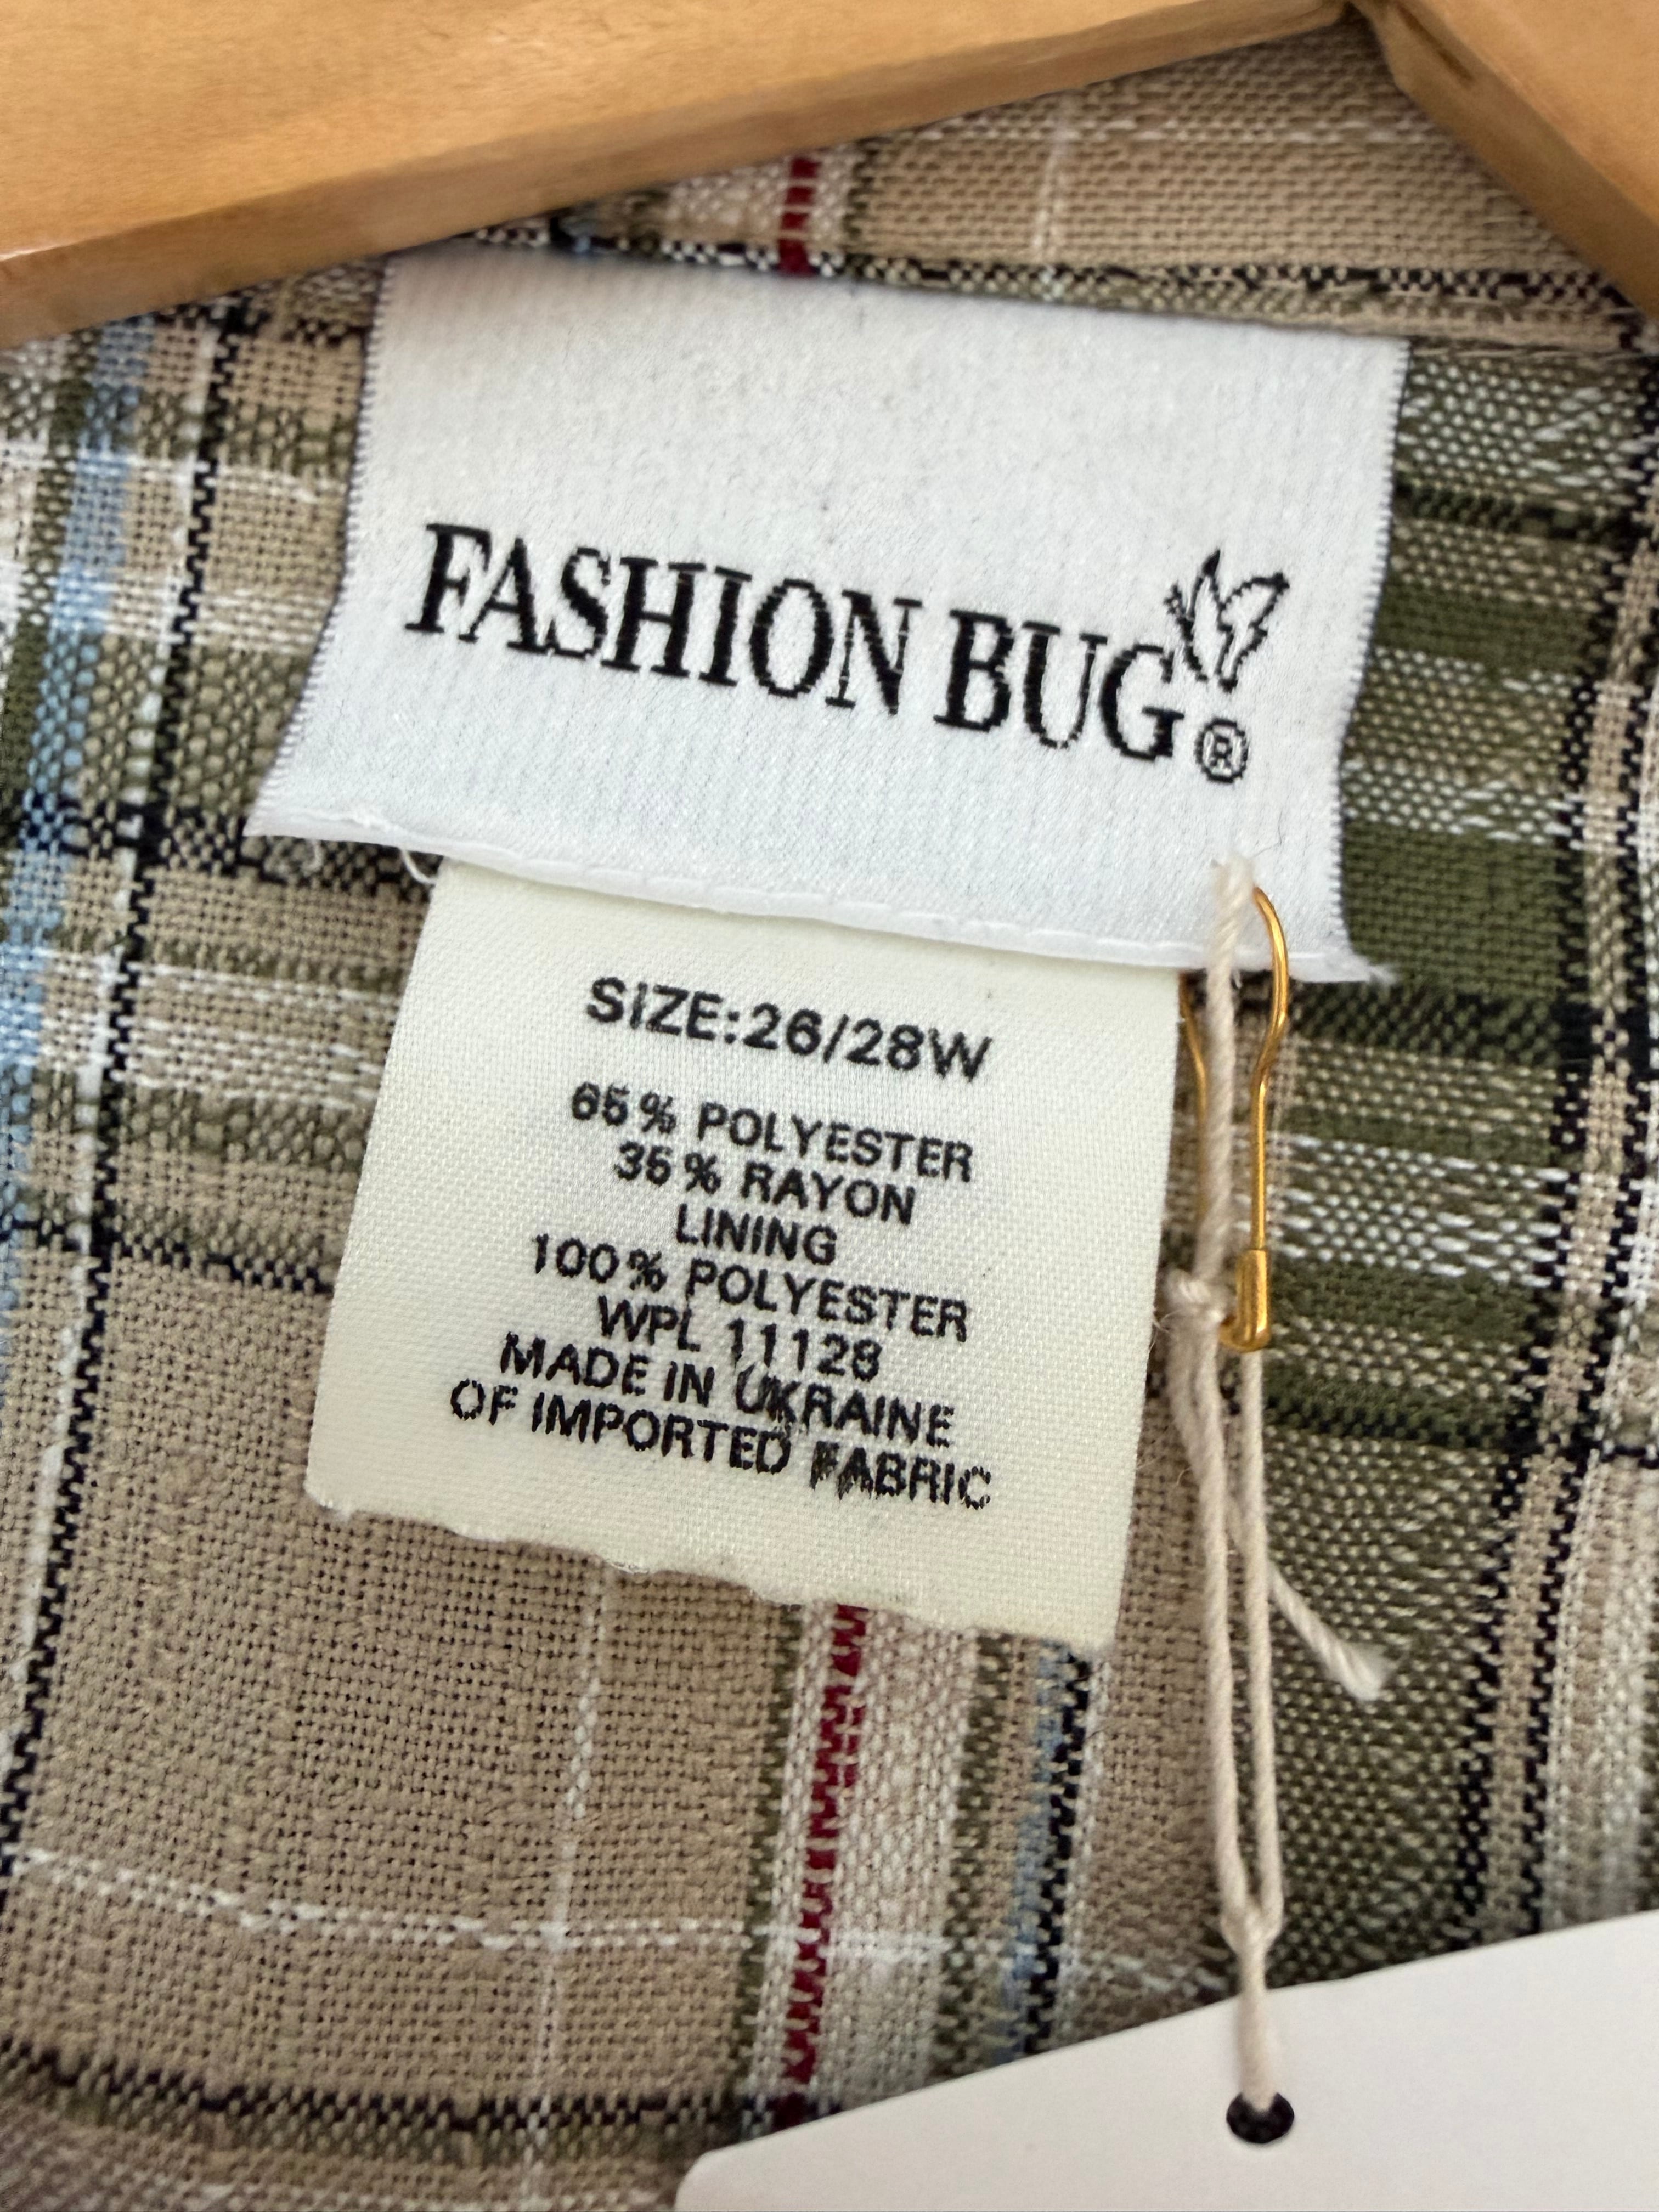 FASHION BUG®
SIZE:26/28W
65% POLYESTER
35% RAYON
LINING
100% POLYESTER
WPL 11128
MADE IN UKRAINE
OF IMPORTED FABRIC